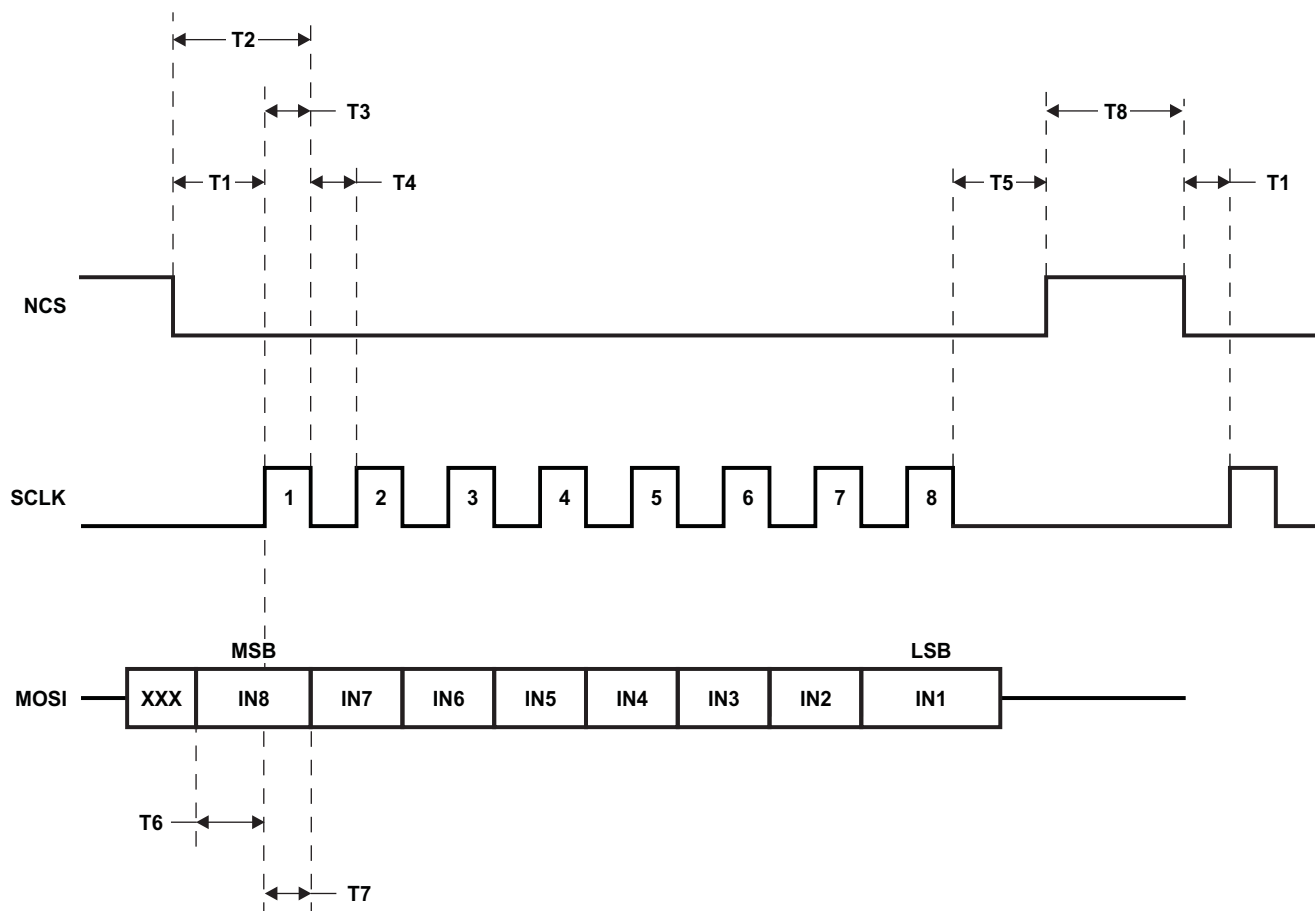 T2
T3
T8
T1
T4
T5
T1
NCS
SCLK
1 2 3 4 5 6 7 8
MSB
LSB
MOSI
XXX IN8 IN7 IN6 IN5 IN4 IN3 IN2 IN1
T6
T7